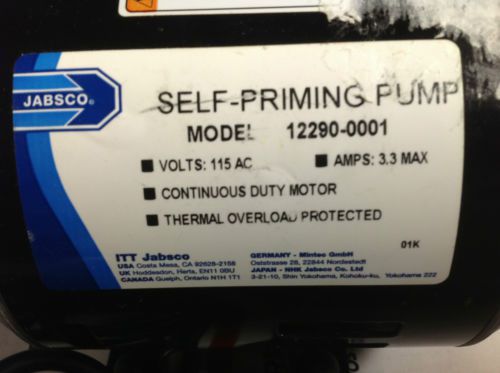 JABSCO®
SELF-PRIMING PUMP
MODEL 12290-0001
■ VOLTS: 115 AC ■ AMPS: 3.3 MAX
■ CONTINUOUS DUTY MOTOR
■ THERMAL OVERLOAD PROTECTED
01K
ITT Jabsco
USA Costa Mesa, CA 92628-2158
UK Hoddesdon, Herts, EN11 0BU
CANADA Guelph, Ontario N1H 1T1
GERMANY - Mintec GmbH
Oststrasse 28, 22844 Norderstedt
JAPAN - NHK Jabsco Co. Ltd
3-21-10, Shin Yokohama, Kohoku-ku, Yokohama 222